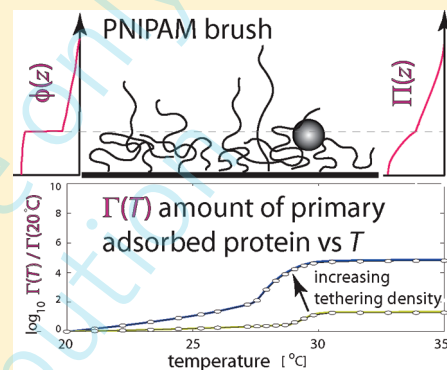 PNIPAM brush
ϕ(z)
Π(z)
Γ(T) amount of primary
adsorbed protein vs T
increasing
tethering density
log₁₀ Γ(T) / Γ(20°C)
10
8
6
4
2
0
20
25
30
35
temperature [°C]